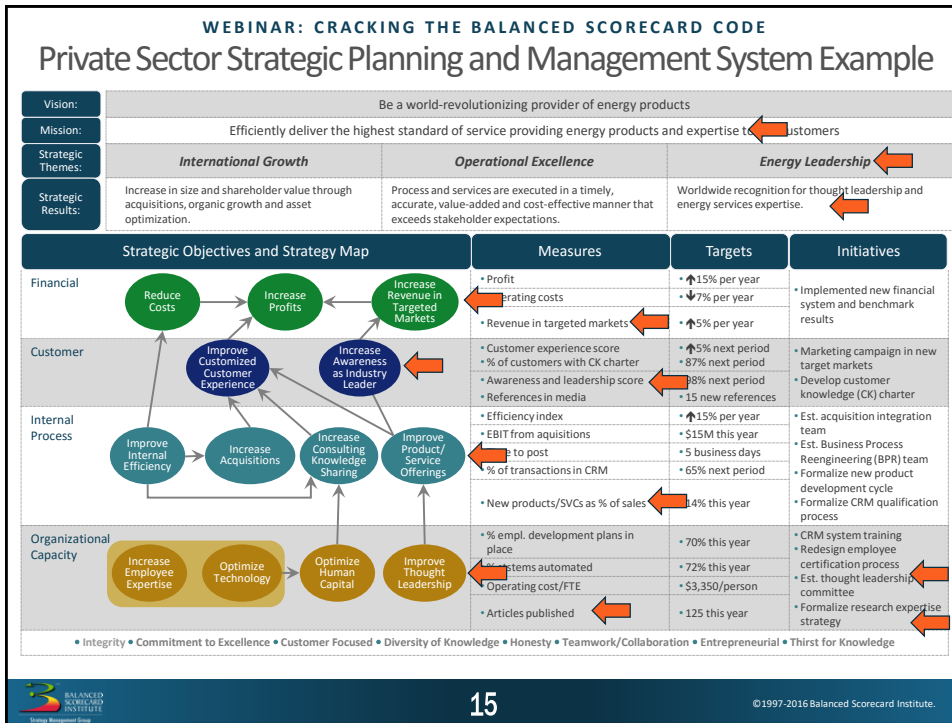 WEBINAR: CRACKING THE BALANCED SCORECARD CODE
Private Sector Strategic Planning and Management System Example
Vision:
Be a world-revolutionizing provider of energy products
Mission:
Efficiently deliver the highest standard of service providing energy products and expertise to customers
Strategic
Themes:
International Growth
Operational Excellence
Energy Leadership
Strategic
Results:
Increase in size and shareholder value through
acquisitions, organic growth and asset
optimization.
Process and services are executed in a timely,
accurate, value-added and cost-effective manner that
exceeds stakeholder expectations.
Worldwide recognition for thought leadership and
energy services expertise.
Strategic Objectives and Strategy Map
Measures
Targets
Initiatives
Financial
Reduce
Costs
Increase
Profits
Increase
Revenue in
Targeted
Markets
• Profit
costs
• Revenue in targeted markets
• ↑15% per year
• ↓7% per year
• ↑5% per year
• Implemented new financial
system and benchmark
results
Customer
Improve
Customized
Customer
Experience
Increase
Awareness
as Industry
Leader
• Customer experience score
• % of customers with CK charter
• Awareness and leadership score
• References in media
• ↑5% next period
• 87% next period
98% next period
• 15 new references
• Marketing campaign in new
target markets
• Develop customer
knowledge (CK) charter
Internal
Process
Improve
Internal
Efficiency
Increase
Acquisitions
Increase
Consulting
Knowledge
Sharing
Improve
Product/
Service
Offerings
• Efficiency index
• EBIT from aquisitions
to post
• % of transactions in CRM
• New products/SVCs as % of sales
• ↑15% per year
• $15M this year
• 5 business days
• 65% next period
14% this year
• Est. acquisition integration
team
• Est. Business Process
Reengineering (BPR) team
• Formalize new product
development cycle
• Formalize CRM qualification
process
Organizational
Capacity
Increase
Employee
Expertise
Optimize
Technology
Optimize
Human
Capital
Improve
Thought
Leadership
• % empl. development plans in
place
automated
• Operating cost/FTE
• Articles published
• 70% this year
• 72% this year
• $3,350/person
• 125 this year
• CRM system training
• Redesign employee
certification process
• Est. thought leadership
committee
• Formalize research expertise
strategy
• Integrity • Commitment to Excellence • Customer Focused • Diversity of Knowledge • Honesty • Teamwork/Collaboration • Entrepreneurial • Thirst for Knowledge
BALANCED
SCORECARD
INSTITUTE
Strategy Management Group
15
©1997-2016 Balanced Scorecard Institute.